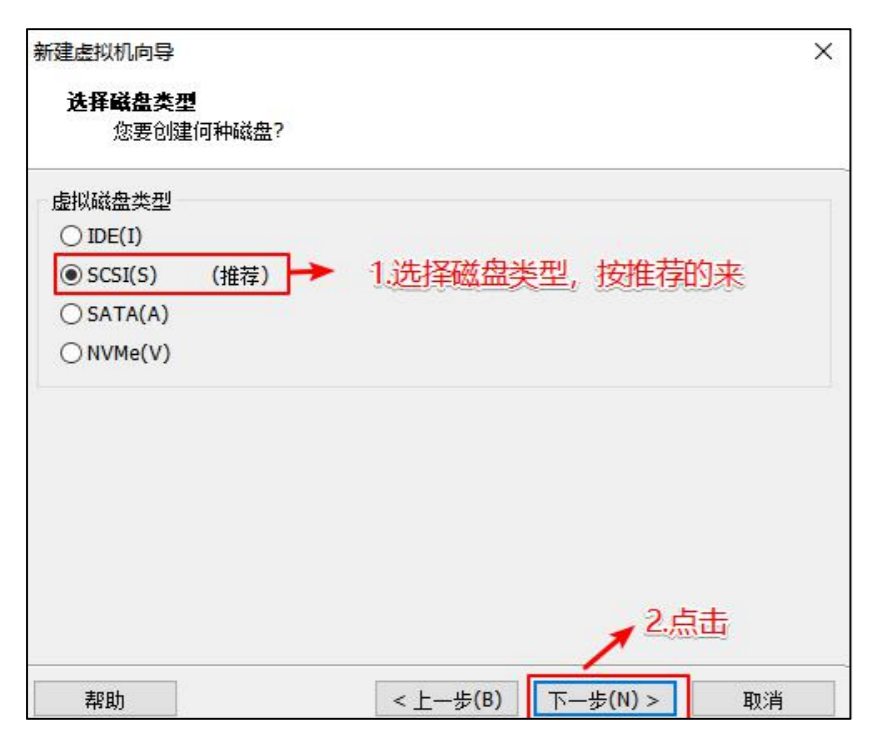 新建虚拟机向导
选择磁盘类型
您要创建何种磁盘?
虚拟磁盘类型
IDE(I)
SCSI(S) (推荐) 1.选择磁盘类型，按推荐的来
SATA(A)
NVMe(V)
2.点击
帮助 < 上一步(B) 下一步(N) > 取消